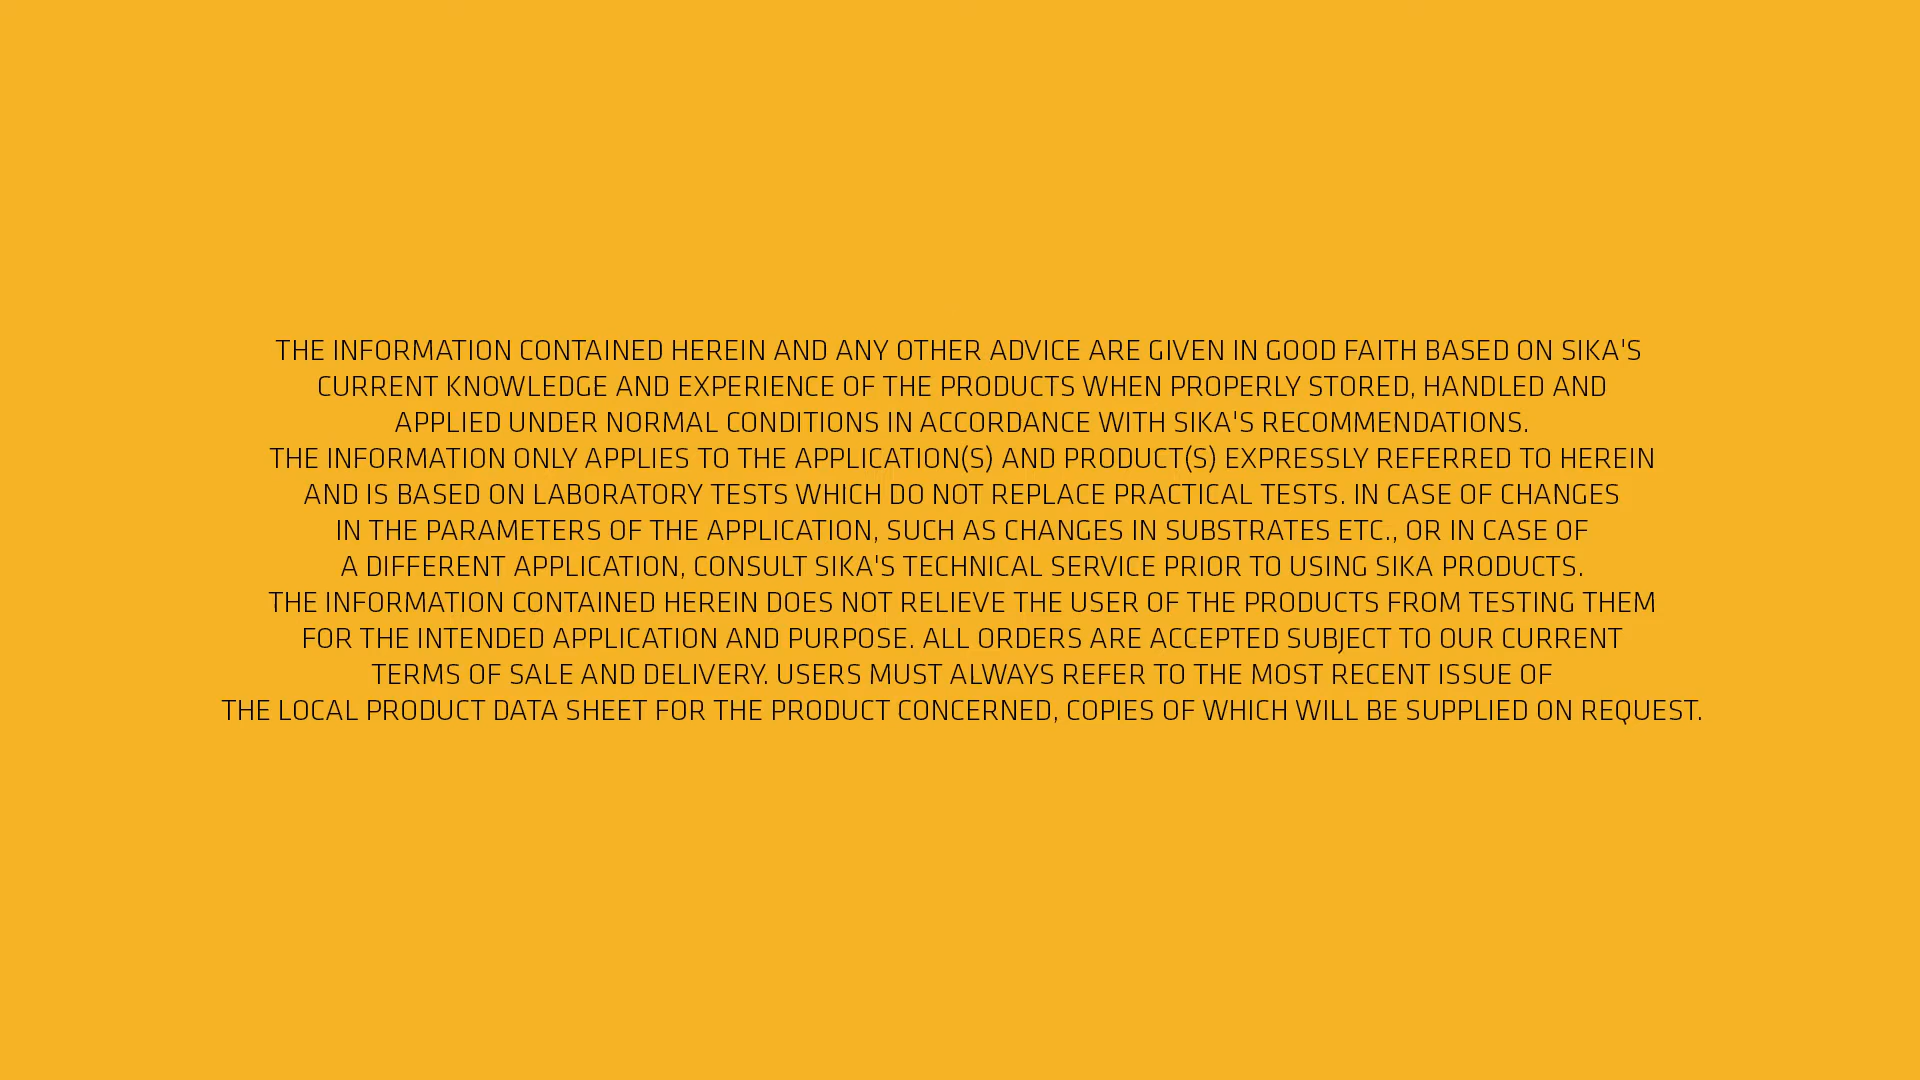 THE INFORMATION CONTAINED HEREIN AND ANY OTHER ADVICE ARE GIVEN IN GOOD FAITH BASED ON SIKA'S
CURRENT KNOWLEDGE AND EXPERIENCE OF THE PRODUCTS WHEN PROPERLY STORED, HANDLED AND
APPLIED UNDER NORMAL CONDITIONS IN ACCORDANCE WITH SIKA'S RECOMMENDATIONS.
THE INFORMATION ONLY APPLIES TO THE APPLICATION(S) AND PRODUCT(S) EXPRESSLY REFERRED TO HEREIN
AND IS BASED ON LABORATORY TESTS WHICH DO NOT REPLACE PRACTICAL TESTS. IN CASE OF CHANGES
IN THE PARAMETERS OF THE APPLICATION, SUCH AS CHANGES IN SUBSTRATES ETC., OR IN CASE OF
A DIFFERENT APPLICATION, CONSULT SIKA'S TECHNICAL SERVICE PRIOR TO USING SIKA PRODUCTS.
THE INFORMATION CONTAINED HEREIN DOES NOT RELIEVE THE USER OF THE PRODUCTS FROM TESTING THEM
FOR THE INTENDED APPLICATION AND PURPOSE. ALL ORDERS ARE ACCEPTED SUBJECT TO OUR CURRENT
TERMS OF SALE AND DELIVERY. USERS MUST ALWAYS REFER TO THE MOST RECENT ISSUE OF
THE LOCAL PRODUCT DATA SHEET FOR THE PRODUCT CONCERNED, COPIES OF WHICH WILL BE SUPPLIED ON REQUEST.